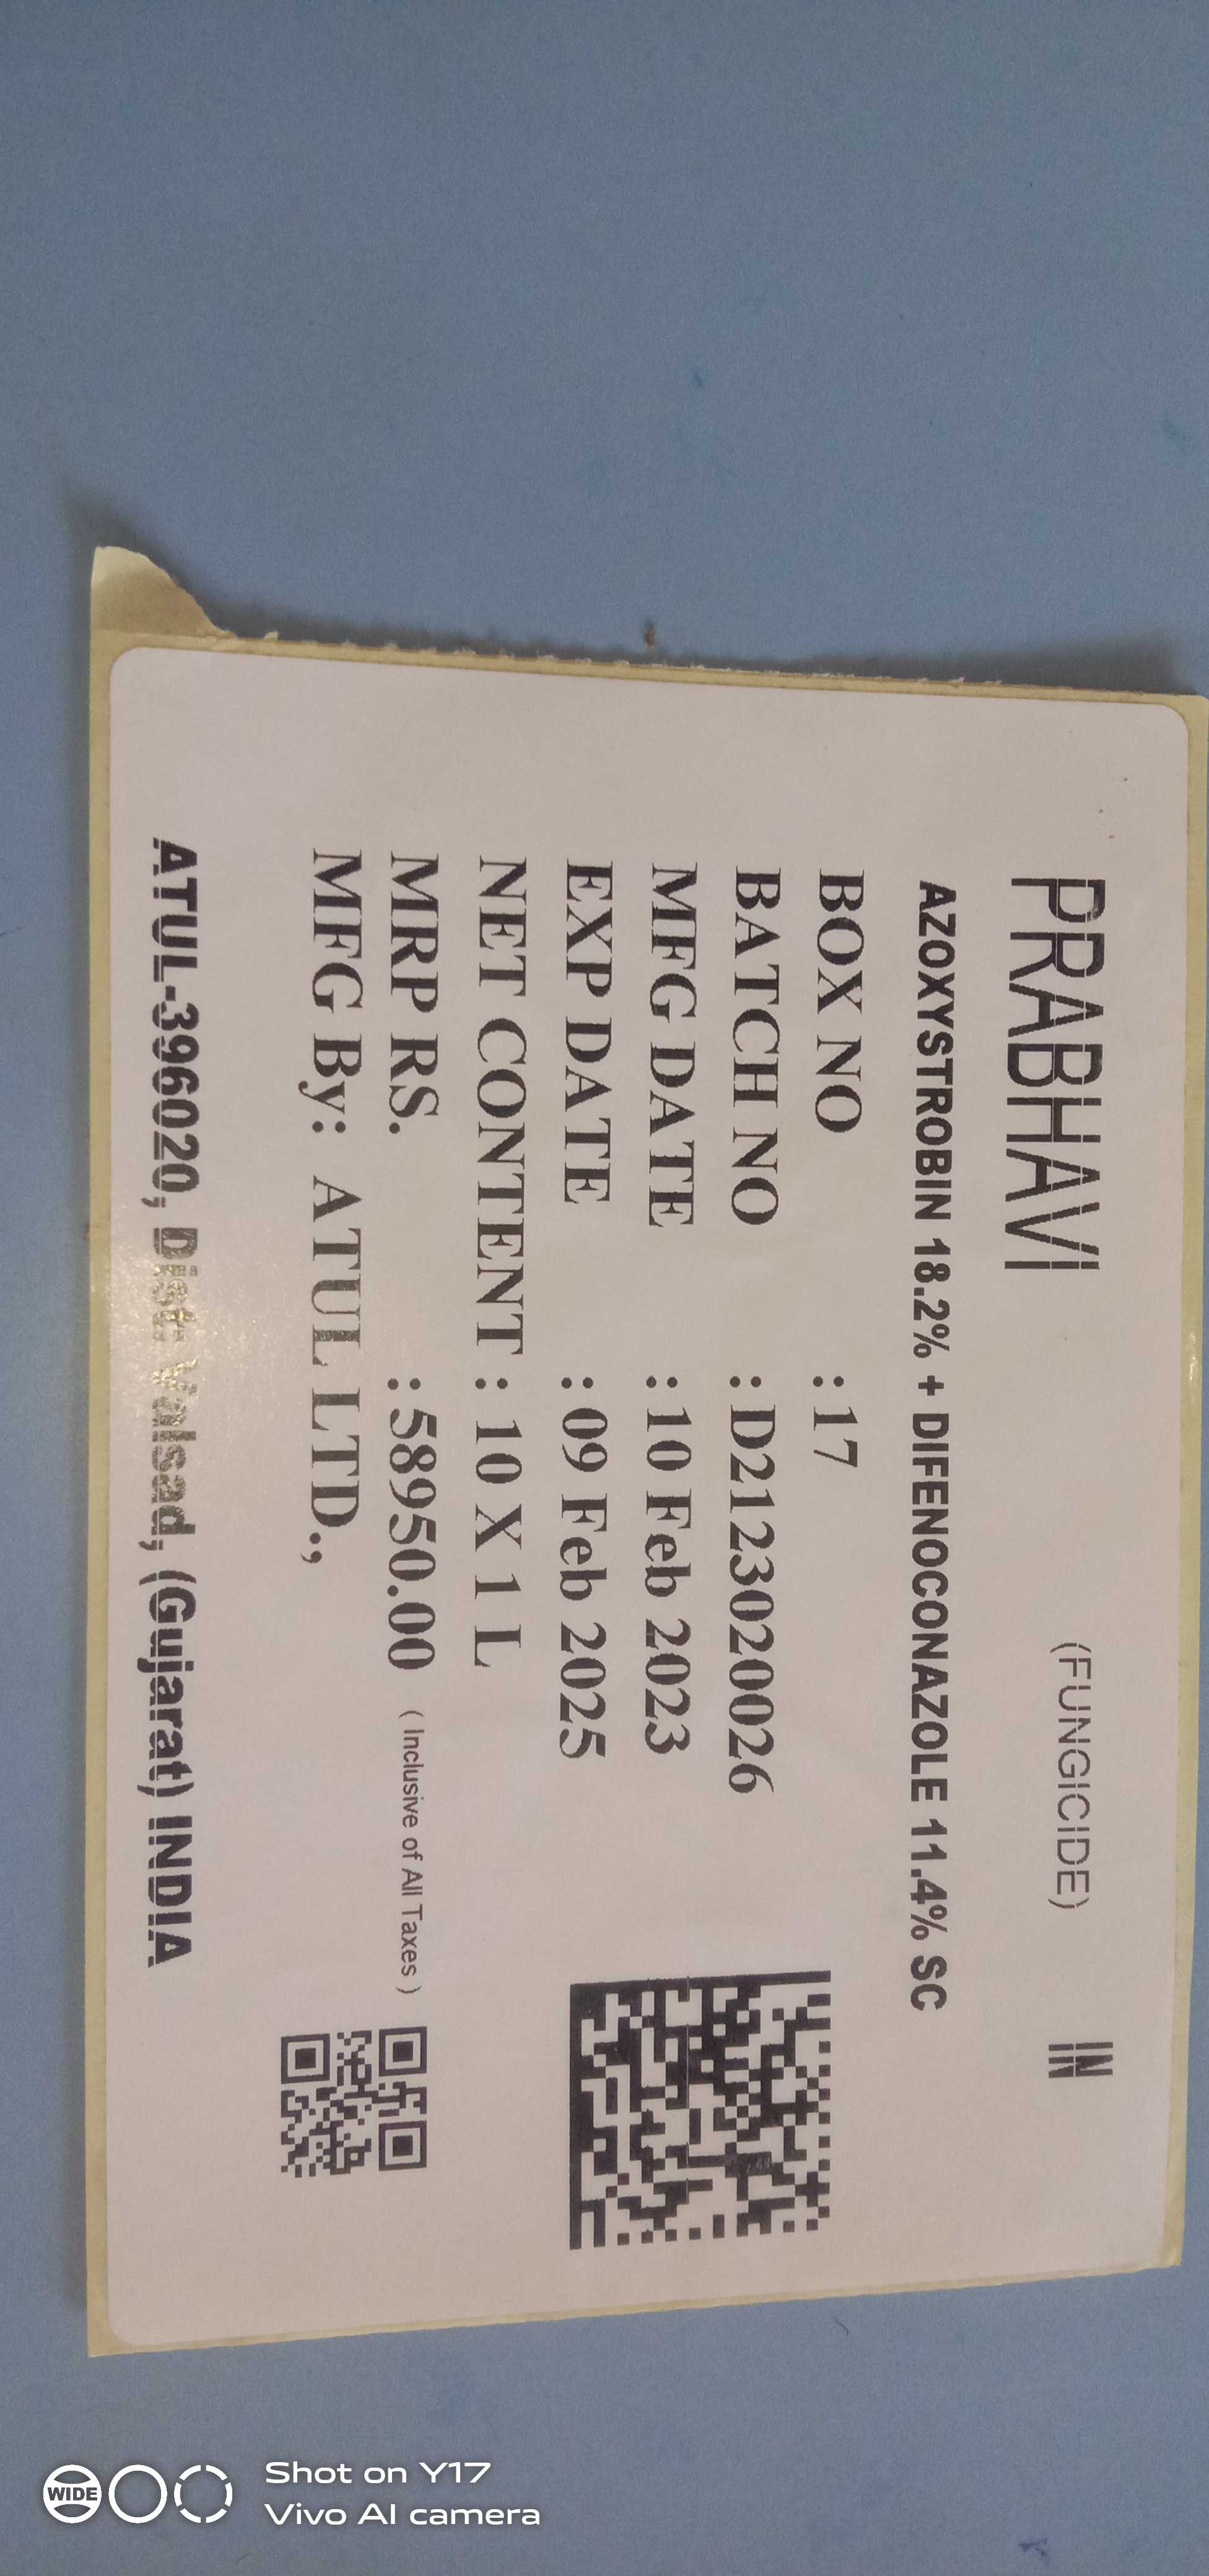 PRABHAVI (FUNGICIDE) IN
AZOXYSTROBIN 18.2% + DIFENOCONAZOLE 11.4% SC
BOX NO :17
BATCH NO : D2123020026
MFG DATE : 10 Feb 2023
EXP DATE : 09 Feb 2025
NET CONTENT : 10 X 1 L
MRP RS. : 58950.00 ( Inclusive of All Taxes )
MFG By: ATUL LTD.,
ATUL-396020, Dist: Valsad, (Gujarat) INDIA
WIDE
Shot on Y17
Vivo AI camera